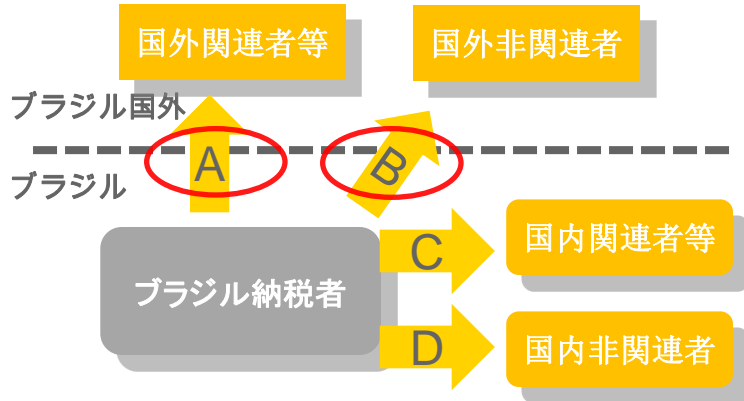 国外関連者等
国外非関連者
ブラジル国外
A
B
ブラジル
国内関連者等
C
ブラジル納税者
D
国内非関連者